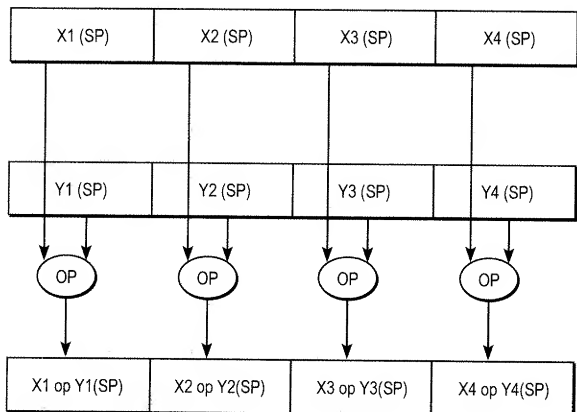 X1 (SP) X2 (SP) X3 (SP) X4 (SP)
Y1 (SP) Y2 (SP) Y3 (SP) Y4 (SP)
OP OP OP OP
X1 op Y1(SP) X2 op Y2(SP) X3 op Y3(SP) X4 op Y4(SP)